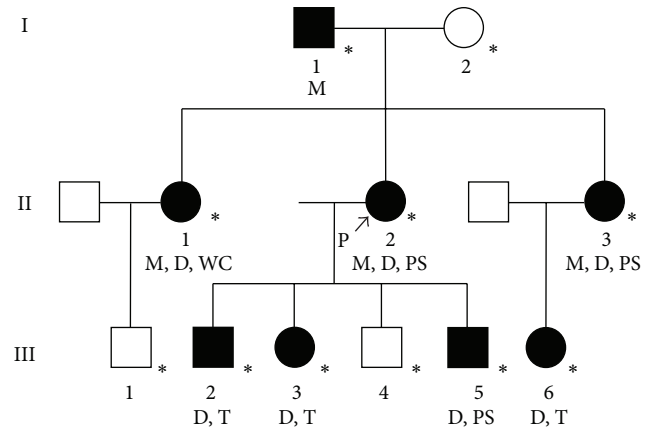 I
* *
1 2
M
II
* * *
P
1 2 3
M, D, WC M, D, PS M, D, PS
III
* * * * * *
1 2 3 4 5 6
D, T D, T D, PS D, T